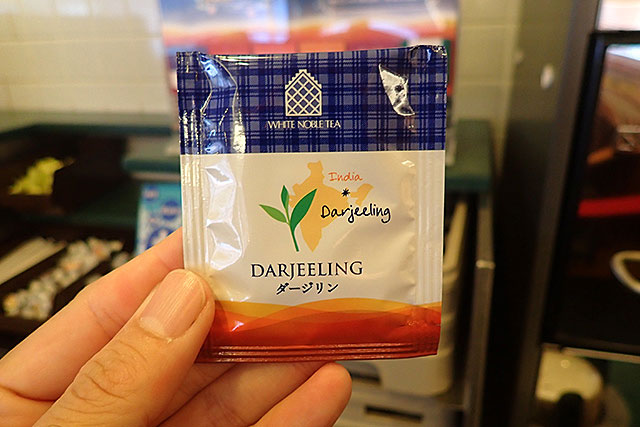 WHITE NOBLE TEA
India
Darjeeling
DARJEELING
ダージリン